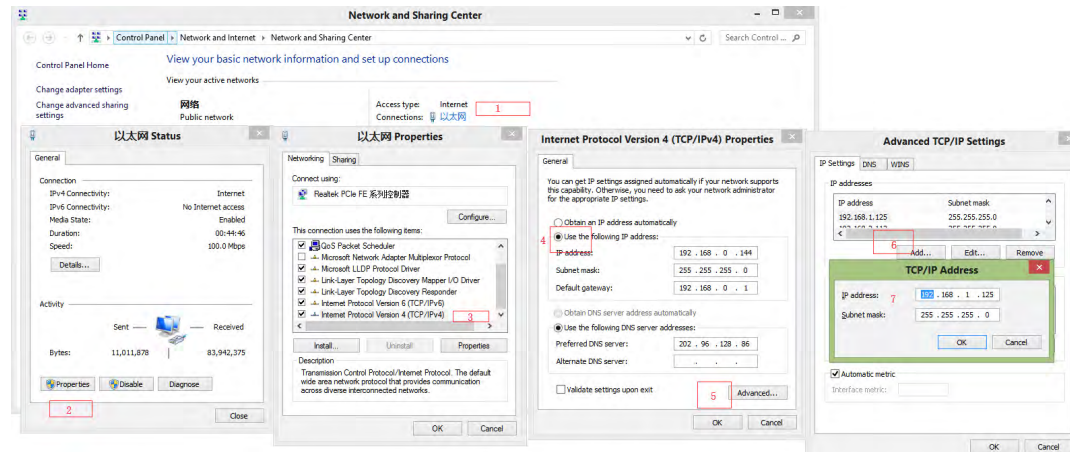 Network and Sharing Center
Control Panel Network and Internet Network and Sharing Center
Search Control ...
Control Panel Home
Change adapter settings
Change advanced sharing
settings
View your basic network information and set up connections
View your active networks
网络
Public network
Access type: Internet
Connections: 以太网
1
以太网 Status
General
Connection
IPv4 Connectivity: Internet
IPv6 Connectivity: No Internet access
Media State: Enabled
Duration: 00:44:46
Speed: 100.0 Mbps
Details...
Activity
Sent Received
Bytes: 11,011,878 83,942,375
Properties Disable Diagnose
2
Close
以太网 Properties
Networking Sharing
Connect using:
Realtek PCIe FE 系列控制器
Configure...
This connection uses the following items:
QoS Packet Scheduler
Microsoft Network Adapter Multiplexor Protocol
Microsoft LLDP Protocol Driver
Link-Layer Topology Discovery Mapper I/O Driver
Link-Layer Topology Discovery Responder
Internet Protocol Version 6 (TCP/IPv6)
Internet Protocol Version 4 (TCP/IPv4)
3
Install... Uninstall Properties
Description
Transmission Control Protocol/Internet Protocol. The default
wide area network protocol that provides communication
across diverse interconnected networks.
OK Cancel
Internet Protocol Version 4 (TCP/IPv4) Properties
General
You can get IP settings assigned automatically if your network supports
this capability. Otherwise, you need to ask your network administrator
for the appropriate IP settings.
Obtain an IP address automatically
4 Use the following IP address:
IP address: 192 . 168 . 0 . 144
Subnet mask: 255 . 255 . 255 . 0
Default gateway: 192 . 168 . 0 . 1
Obtain DNS server address automatically
Use the following DNS server addresses:
Preferred DNS server: 202 . 96 . 128 . 86
Alternate DNS server: . . .
Validate settings upon exit
5
Advanced...
OK Cancel
Advanced TCP/IP Settings
IP Settings DNS WINS
IP addresses
IP address Subnet mask
192.168.1.125 255.255.255.0
6
Add... Edit... Remove
TCP/IP Address
IP address: 192 . 168 . 1 . 125
7
Subnet mask: 255 . 255 . 255 . 0
OK Cancel
Automatic metric
Interface metric:
OK Cancel